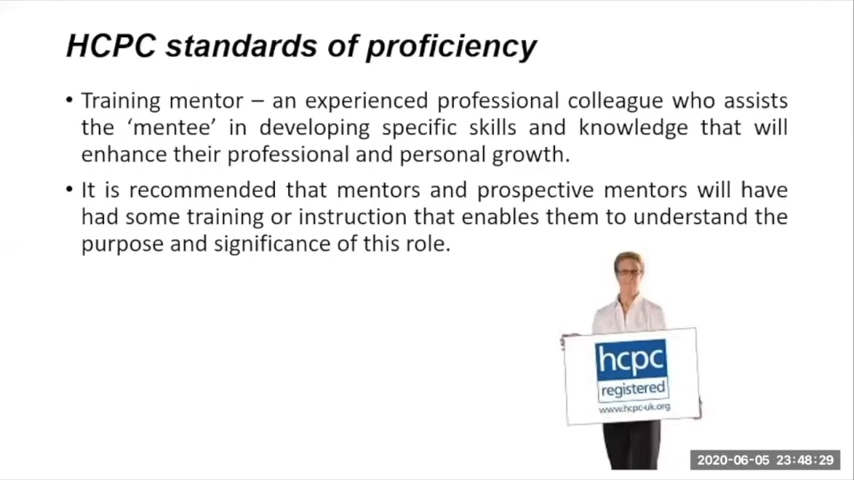 HCPC standards of proficiency
• Training mentor – an experienced professional colleague who assists
the ‘mentee’ in developing specific skills and knowledge that will
enhance their professional and personal growth.
• It is recommended that mentors and prospective mentors will have
had some training or instruction that enables them to understand the
purpose and significance of this role.
hcpc
registered
www.hcpc-uk.org
2020-06-05 23:48:29